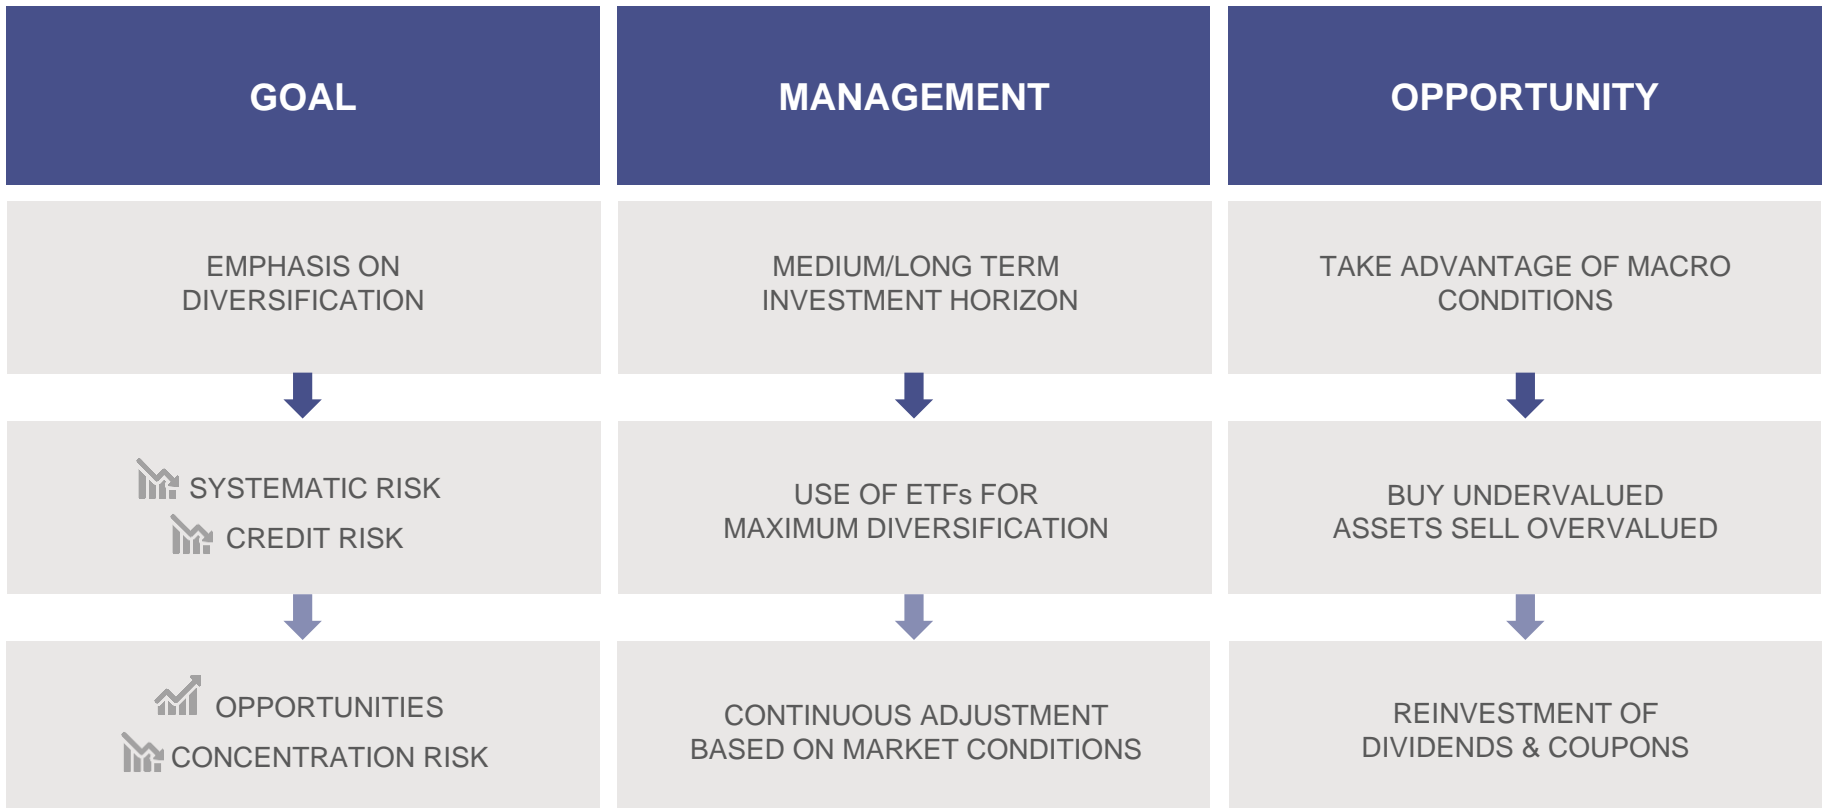 GOAL
EMPHASIS ON
DIVERSIFICATION
SYSTEMATIC RISK
CREDIT RISK
OPPORTUNITIES
CONCENTRATION RISK
MANAGEMENT
MEDIUM/LONG TERM
INVESTMENT HORIZON
USE OF ETFs FOR
MAXIMUM DIVERSIFICATION
CONTINUOUS ADJUSTMENT
BASED ON MARKET CONDITIONS
OPPORTUNITY
TAKE ADVANTAGE OF MACRO
CONDITIONS
BUY UNDERVALUED
ASSETS SELL OVERVALUED
REINVESTMENT OF
DIVIDENDS & COUPONS